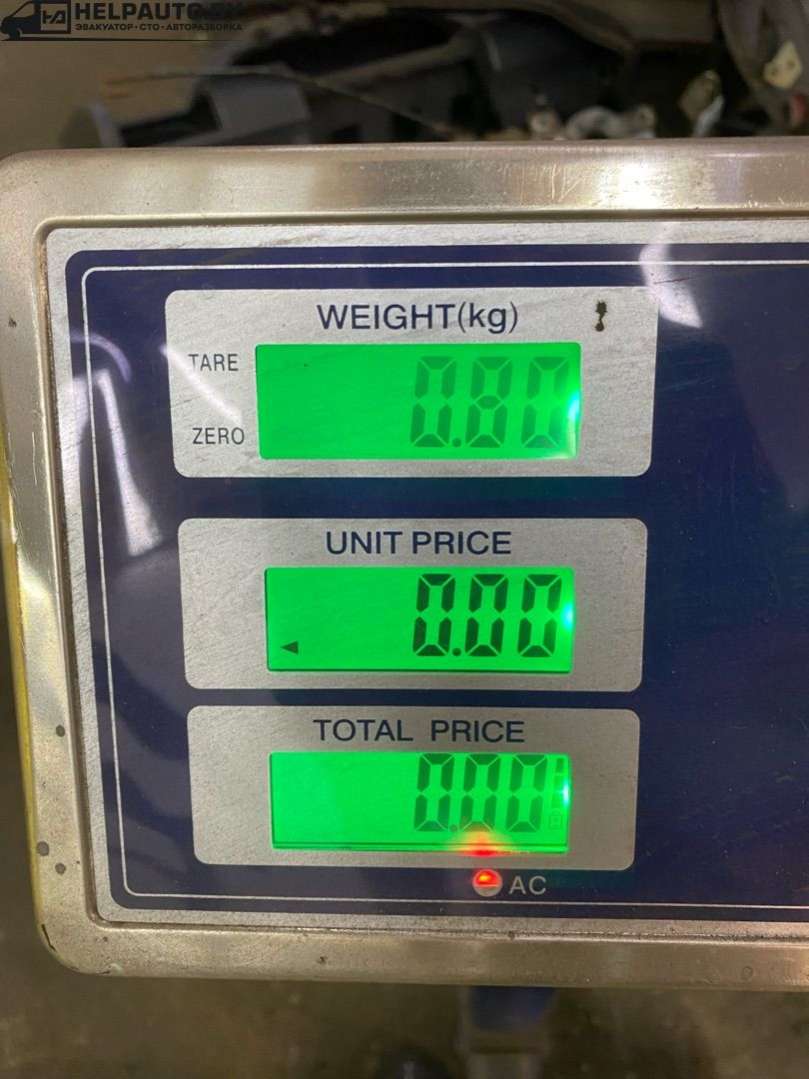 HELPAUTO.BY
ЭВАКУАТОР • СТО • АВТОРАЗБОРКА
WEIGHT(kg)
TARE
0.80
ZERO
UNIT PRICE
0.00
TOTAL PRICE
0.00
AC